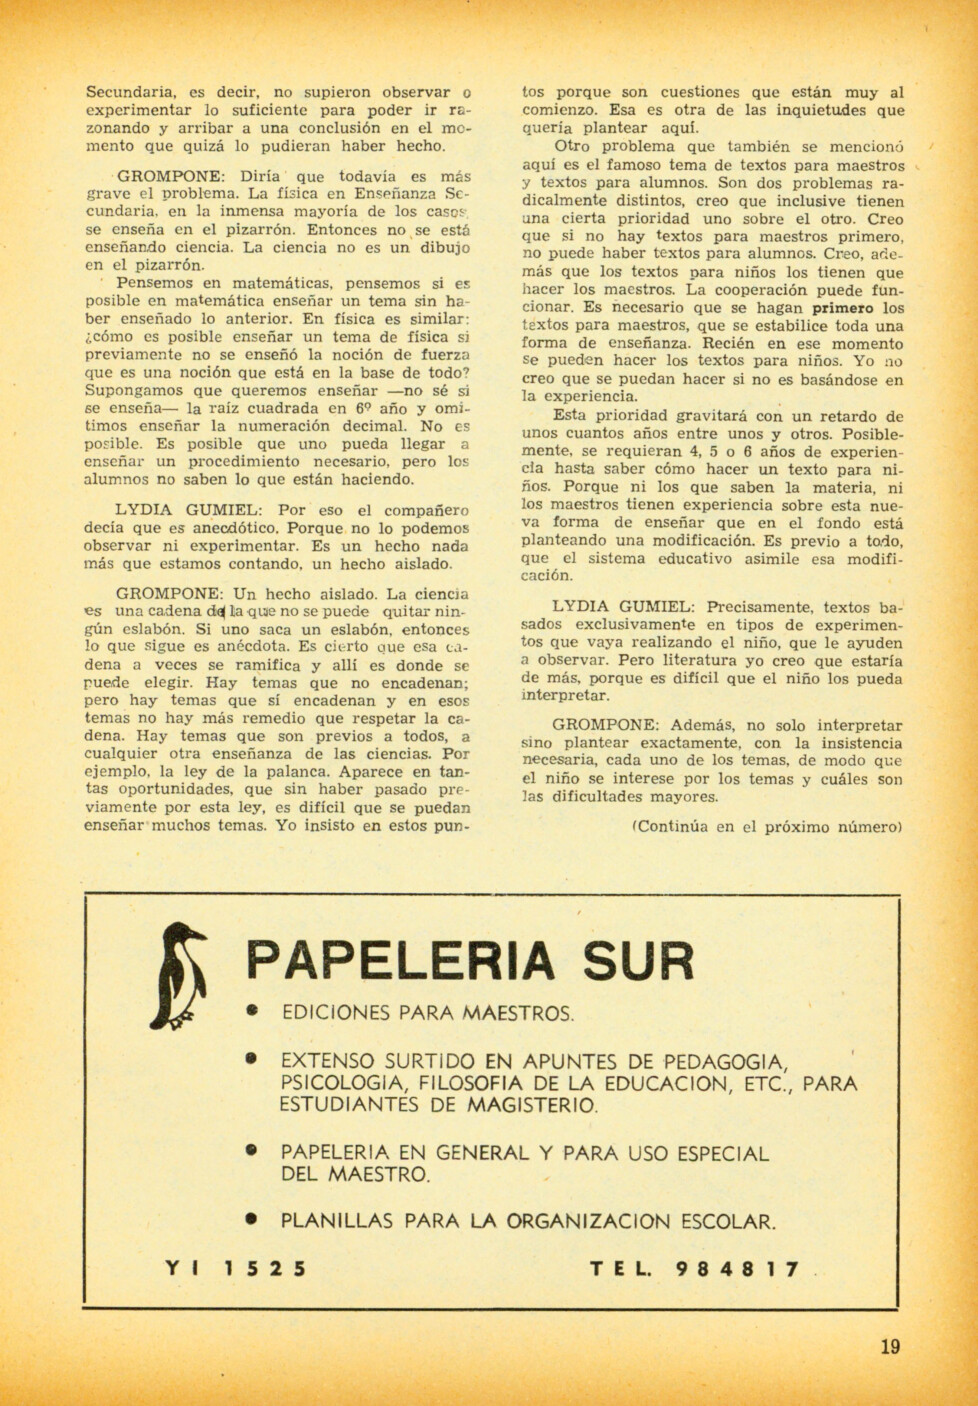 Secundaria, es decir, no supieron observar o
experimentar lo suficiente para poder ir ra-
zonando y arribar a una conclusión en el mo-
mento que quizá lo pudieran haber hecho.
GROMPONE: Diría que todavía es más
grave el problema. La física en Enseñanza Se-
cundaria, en la inmensa mayoría de los casos,
se enseña en el pizarrón. Entonces no se está
enseñando ciencia. La ciencia no es un dibujo
en el pizarrón.
Pensemos en matemáticas, pensemos si es
posible en matemática enseñar un tema sin ha-
ber enseñado lo anterior. En física es similar:
¿cómo es posible enseñar un tema de física si
previamente no se enseñó la noción de fuerza
que es una noción que está en la base de todo?
Supongamos que queremos enseñar —no sé si
se enseña— la raíz cuadrada en 6º año y omi-
timos enseñar la numeración decimal. No es
posible. Es posible que uno pueda llegar a
enseñar un procedimiento necesario, pero los
alumnos no saben lo que están haciendo.
LYDIA GUMIEL: Por eso el compañero
decía que es anecdótico. Porque no lo podemos
observar ni experimentar. Es un hecho nada
más que estamos contando, un hecho aislado.
GROMPONE: Un hecho aislado. La ciencia
es una cadena de la que no se puede quitar nin-
gún eslabón. Si uno saca un eslabón, entonces
lo que sigue es anécdota. Es cierto que esa ca-
dena a veces se ramifica y allí es donde se
puede elegir. Hay temas que no encadenan;
pero hay temas que sí encadenan y en esos
temas no hay más remedio que respetar la ca-
dena. Hay temas que son previos a todos, a
cualquier otra enseñanza de las ciencias. Por
ejemplo, la ley de la palanca. Aparece en tan-
tas oportunidades, que sin haber pasado pre-
viamente por esta ley, es difícil que se puedan
enseñar muchos temas. Yo insisto en estos pun-
tos porque son cuestiones que están muy al
comienzo. Esa es otra de las inquietudes que
quería plantear aquí.
Otro problema que también se mencionó
aquí es el famoso tema de textos para maestros
y textos para alumnos. Son dos problemas ra-
dicalmente distintos, creo que inclusive tienen
una cierta prioridad uno sobre el otro. Creo
que si no hay textos para maestros primero,
no puede haber textos para alumnos. Creo, ade-
más que los textos para niños los tienen que
hacer los maestros. La cooperación puede fun-
cionar. Es necesario que se hagan primero los
textos para maestros, que se estabilice toda una
forma de enseñanza. Recién en ese momento
se pueden hacer los textos para niños. Yo no
creo que se puedan hacer si no es basándose en
la experiencia.
Esta prioridad gravitará con un retardo de
unos cuantos años entre unos y otros. Posible-
mente, se requieran 4, 5 o 6 años de experien-
cia hasta saber cómo hacer un texto para ni-
ños. Porque ni los que saben la materia, ni
los maestros tienen experiencia sobre esta nue-
va forma de enseñar que en el fondo está
planteando una modificación. Es previo a todo,
que el sistema educativo asimile esa modifi-
cación.
LYDIA GUMIEL: Precisamente, textos ba-
sados exclusivamente en tipos de experimen-
tos que vaya realizando el niño, que le ayuden
a observar. Pero literatura yo creo que estaría
de más, porque es difícil que el niño los pueda
interpretar.
GROMPONE: Además, no solo interpretar
sino plantear exactamente, con la insistencia
necesaria, cada uno de los temas, de modo que
el niño se interese por los temas y cuáles son
las dificultades mayores.
(Continúa en el próximo número)
PAPELERIA SUR
• EDICIONES PARA MAESTROS.
• EXTENSO SURTIDO EN APUNTES DE PEDAGOGIA,
PSICOLOGIA, FILOSOFIA DE LA EDUCACION, ETC., PARA
ESTUDIANTES DE MAGISTERIO.
• PAPELERIA EN GENERAL Y PARA USO ESPECIAL
DEL MAESTRO.
• PLANILLAS PARA LA ORGANIZACION ESCOLAR.
YI 1525 TEL. 984817
19